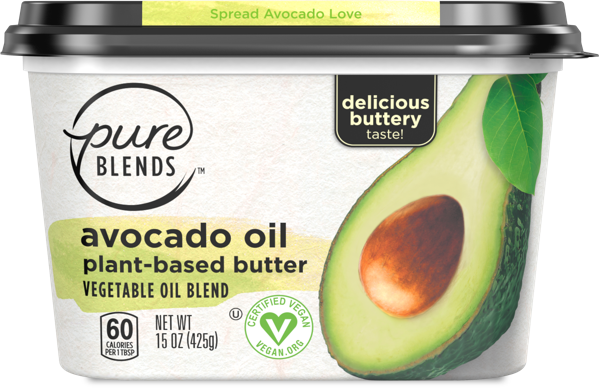 Spread Avocado Love
pure
BLENDS™
delicious
buttery
taste!
avocado oil
plant-based butter
VEGETABLE OIL BLEND
60
CALORIES
PER 1 TBSP
NET WT
15 OZ (425g)
U
CERTIFIED VEGAN
V
VEGAN.ORG